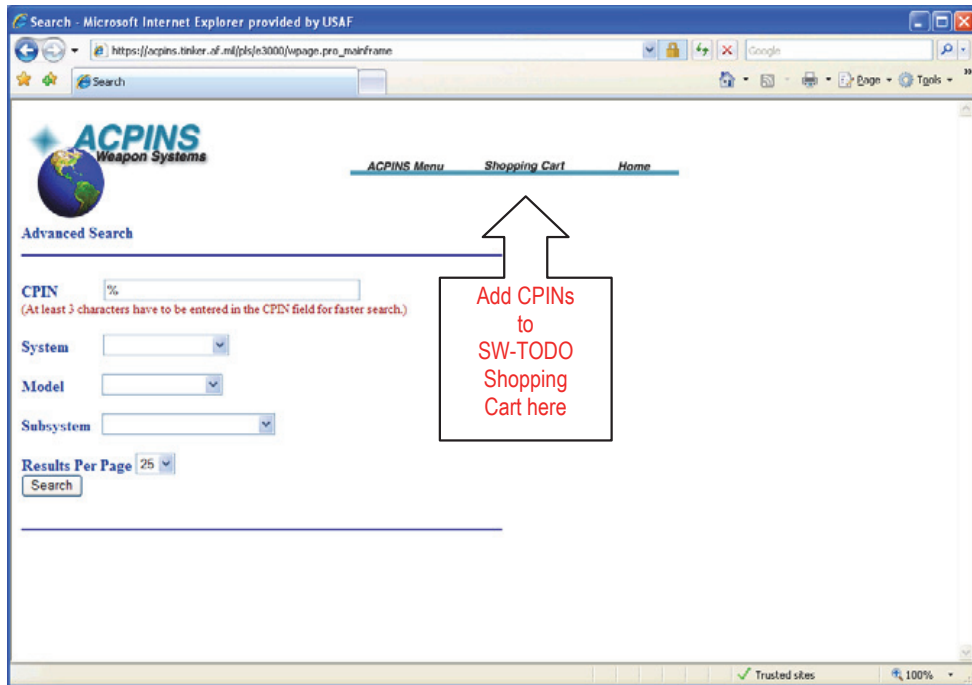 Search - Microsoft Internet Explorer provided by USAF
https://acpins.tinker.af.mil/pls/e3000/wpage.pro_mainframe
Google
Search
Page
Tools
ACPINS
Weapon Systems
ACPINS Menu Shopping Cart Home
Advanced Search
CPIN %
(At least 3 characters have to be entered in the CPIN field for faster search.)
System
Model
Subsystem
Results Per Page 25
Search
Add CPINs
to
SW-TODO
Shopping
Cart here
Trusted sites 100%